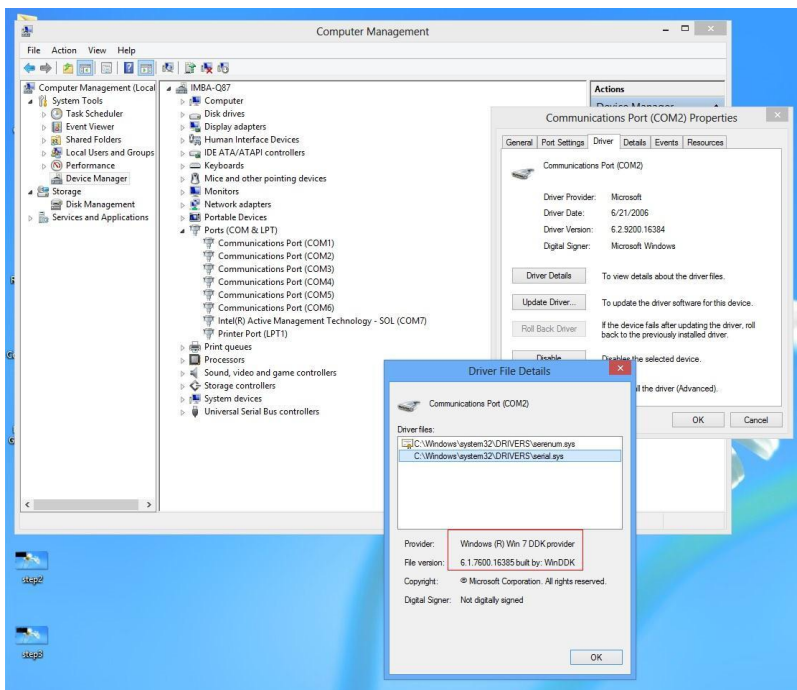 Computer Management
File Action View Help
Computer Management (Local
System Tools
Task Scheduler
Event Viewer
Shared Folders
Local Users and Groups
Performance
Device Manager
Storage
Disk Management
Services and Applications
IMBA-Q87
Computer
Disk drives
Display adapters
Human Interface Devices
IDE ATA/ATAPI controllers
Keyboards
Mice and other pointing devices
Monitors
Network adapters
Portable Devices
Ports (COM & LPT)
Communications Port (COM1)
Communications Port (COM2)
Communications Port (COM3)
Communications Port (COM4)
Communications Port (COM5)
Communications Port (COM6)
Intel(R) Active Management Technology - SOL (COM7)
Printer Port (LPT1)
Print queues
Processors
Sound, video and game controllers
Storage controllers
System devices
Universal Serial Bus controllers
Actions
Device Manager
Communications Port (COM2) Properties
General Port Settings Driver Details Events Resources
Communications Port (COM2)
Driver Provider: Microsoft
Driver Date: 6/21/2006
Driver Version: 6.2.9200.16384
Digital Signer: Microsoft Windows
Driver Details To view details about the driver files.
Update Driver... To update the driver software for this device.
Roll Back Driver If the device fails after updating the driver, roll
back to the previously installed driver.
Disable Disables the selected device.
ll the driver (Advanced).
OK Cancel
Driver File Details
Communications Port (COM2)
Driver files:
C:\Windows\system32\DRIVERS\serenum.sys
C:\Windows\system32\DRIVERS\serial.sys
Provider: Windows (R) Win 7 DDK provider
File version: 6.1.7600.16385 built by: WinDDK
Copyright: © Microsoft Corporation. All rights reserved.
Digital Signer: Not digitally signed
OK
step2
step3